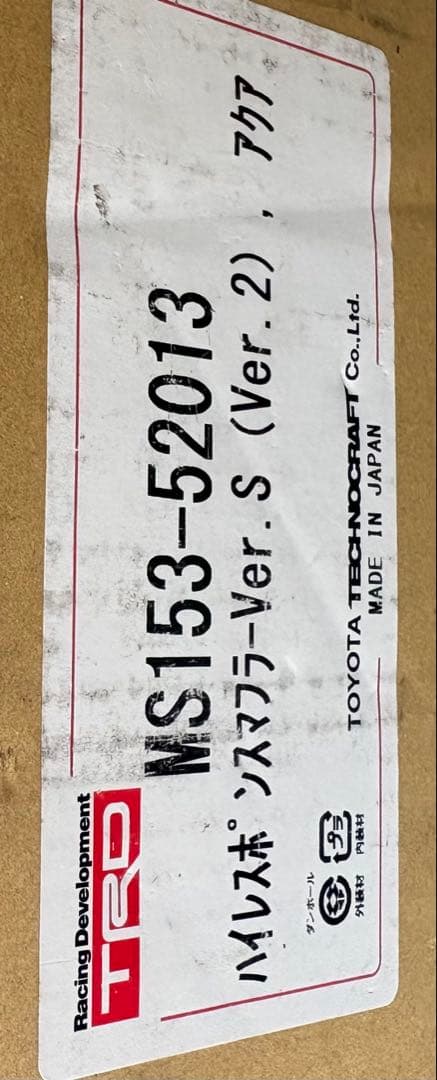 Racing Development
TRD
MS153-52013
ハイレスポンスマフラーVer.S (Ver.2), アクア
ダンボール
プラ
外装材
内装材
TOYOTA TECHNOCRAFT Co.,Ltd.
MADE IN JAPAN